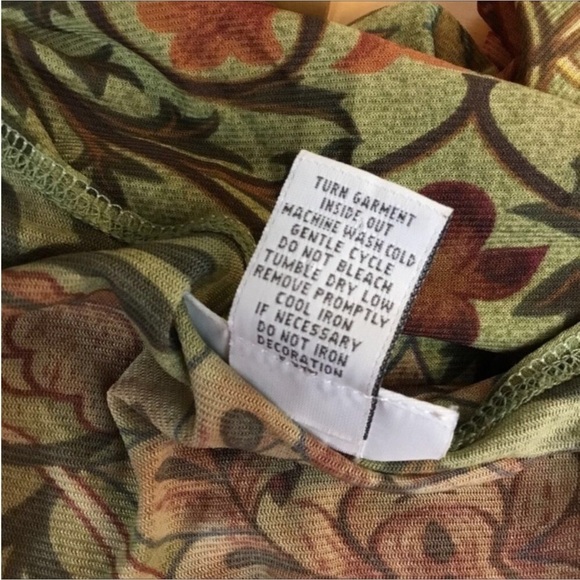 TURN GARMENT
INSIDE OUT
MACHINE WASH COLD
GENTLE CYCLE
DO NOT BLEACH
TUMBLE DRY LOW
REMOVE PROMPTLY
COOL IRON
IF NECESSARY
DO NOT IRON
DECORATION